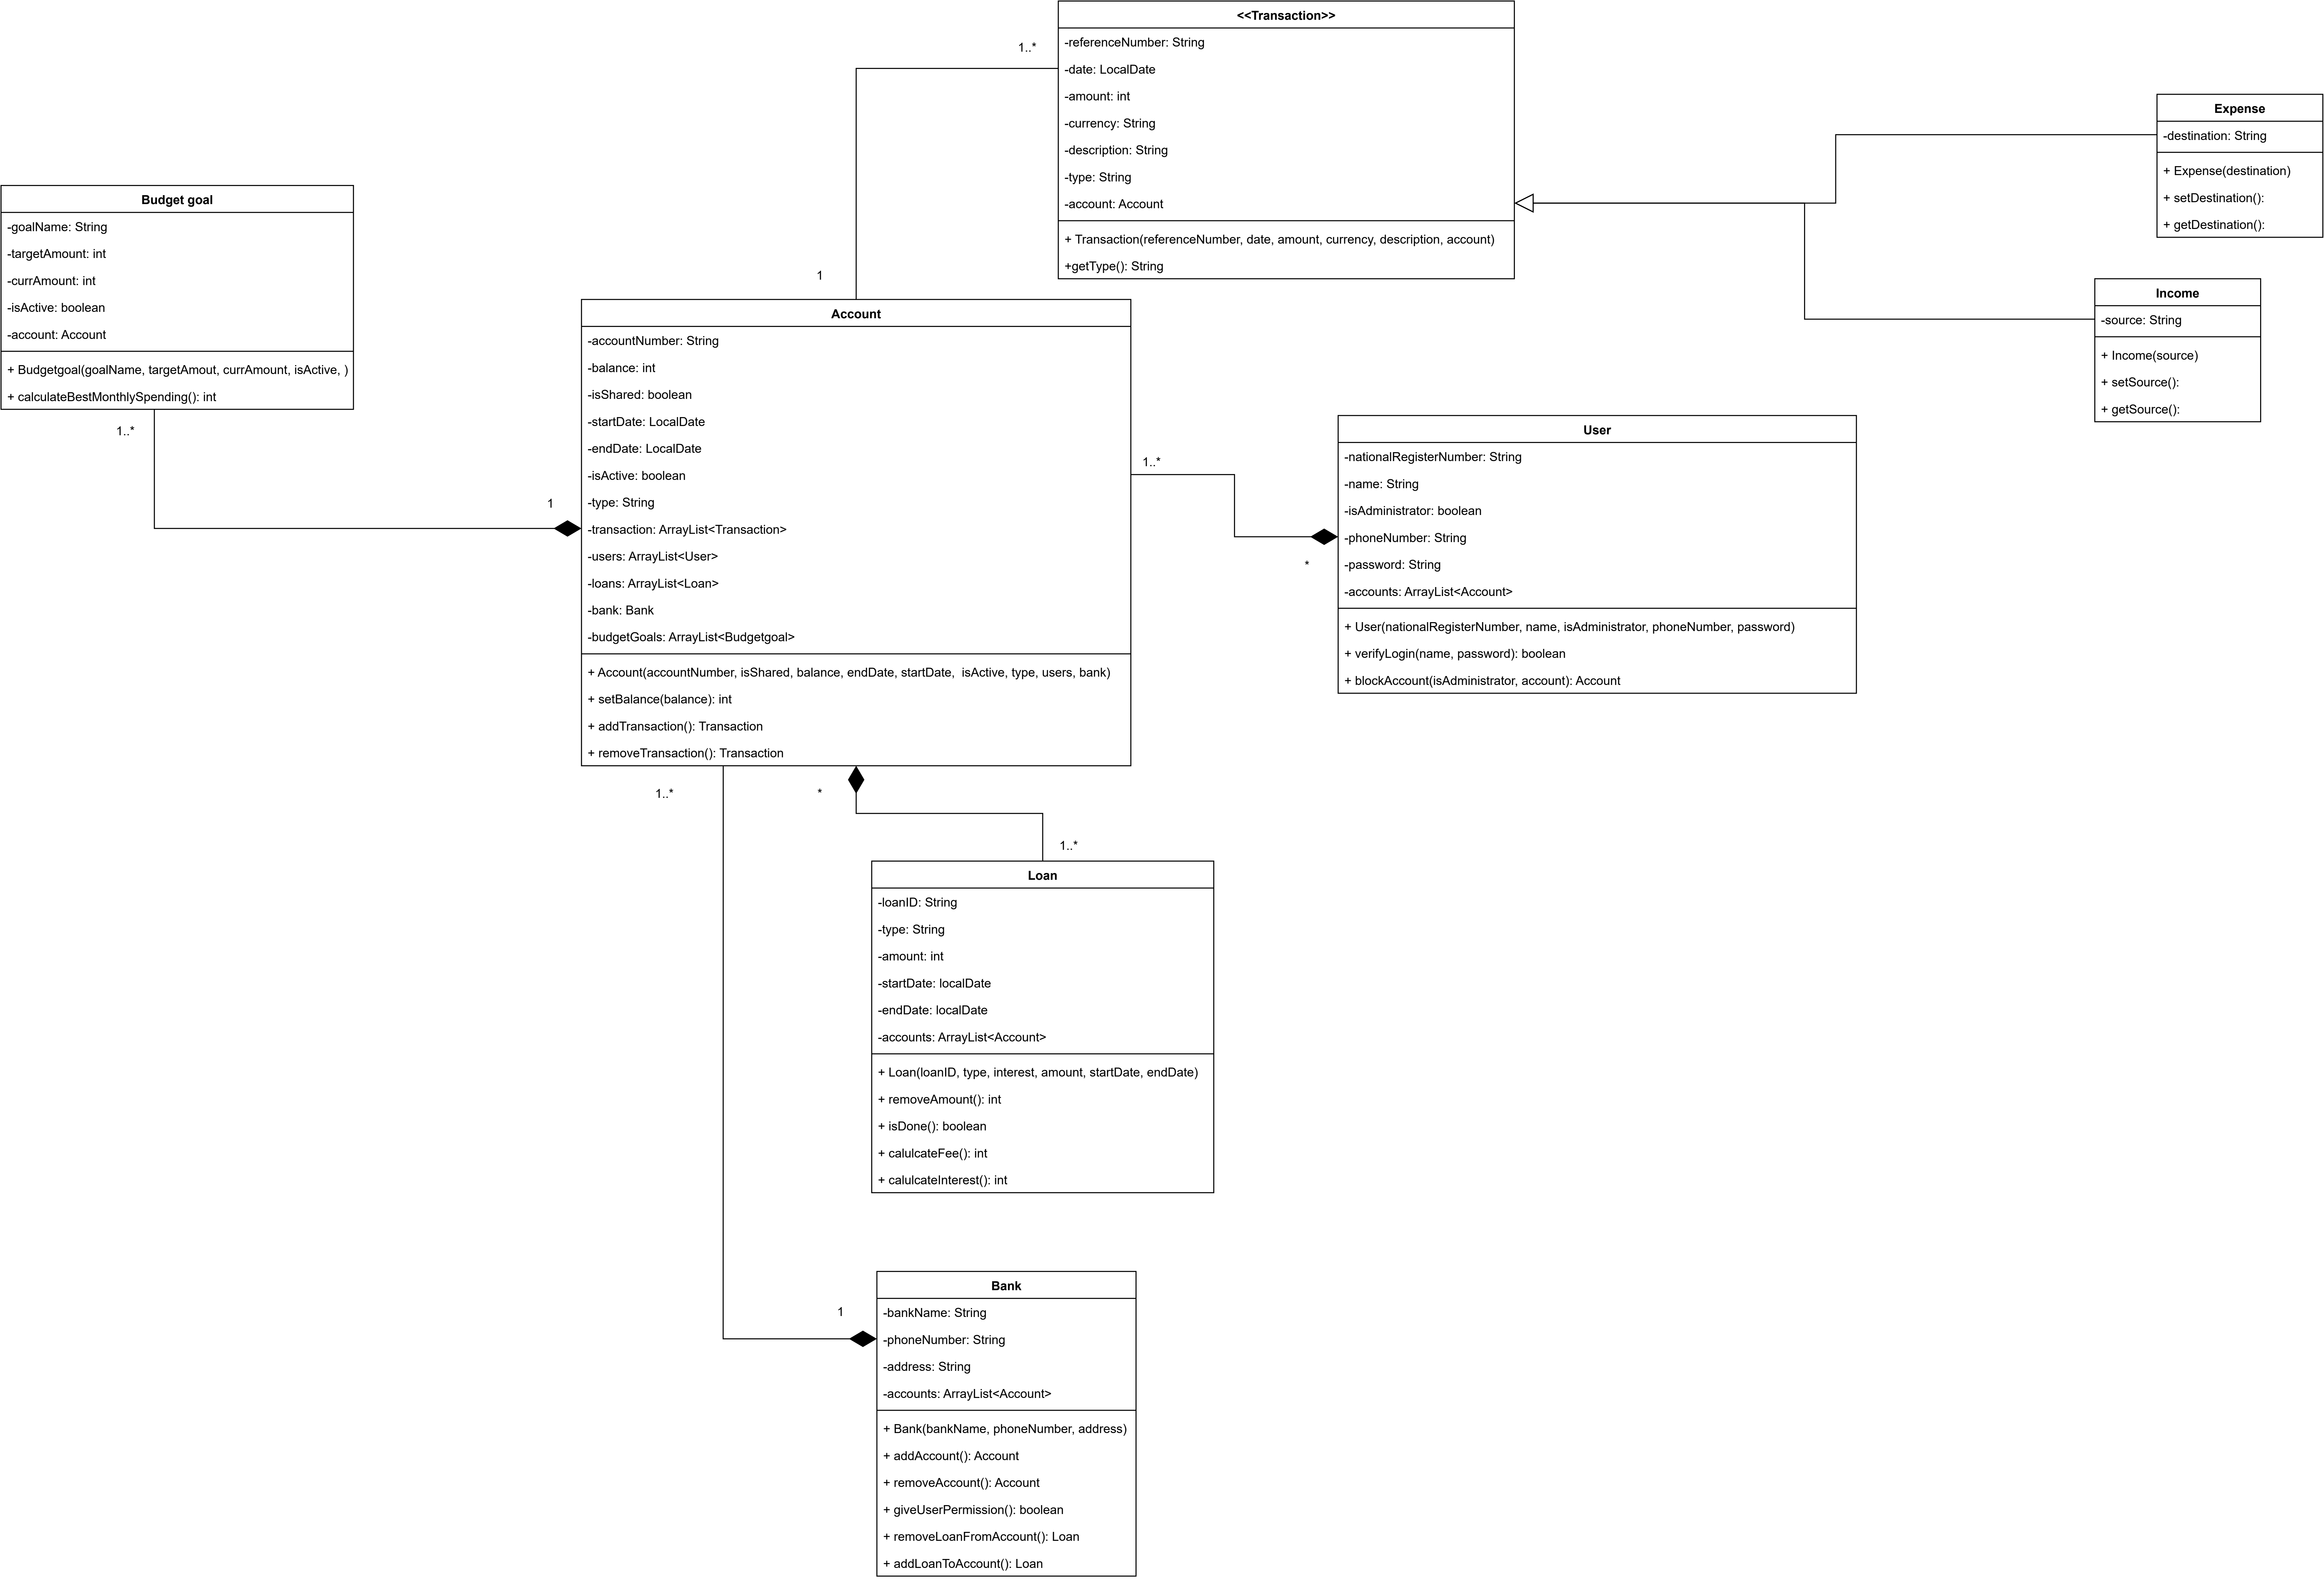 <<Transaction>>
-referenceNumber: String
-date: LocalDate
-amount: int
-currency: String
-description: String
-type: String
-account: Account
+ Transaction(referenceNumber, date, amount, currency, description, account)
+getType(): String
1..*
1
Expense
-destination: String
+ Expense(destination)
+ setDestination():
+ getDestination():
Income
-source: String
+ Income(source)
+ setSource():
+ getSource():
Budget goal
-goalName: String
-targetAmount: int
-currAmount: int
-isActive: boolean
-account: Account
+ Budgetgoal(goalName, targetAmout, currAmount, isActive, )
+ calculateBestMonthlySpending(): int
1..*
1
Account
-accountNumber: String
-balance: int
-isShared: boolean
-startDate: LocalDate
-endDate: LocalDate
-isActive: boolean
-type: String
-transaction: ArrayList<Transaction>
-users: ArrayList<User>
-loans: ArrayList<Loan>
-bank: Bank
-budgetGoals: ArrayList<Budgetgoal>
+ Account(accountNumber, isShared, balance, endDate, startDate,  isActive, type, users, bank)
+ setBalance(balance): int
+ addTransaction(): Transaction
+ removeTransaction(): Transaction
1..*
*
User
-nationalRegisterNumber: String
-name: String
-isAdministrator: boolean
-phoneNumber: String
-password: String
-accounts: ArrayList<Account>
+ User(nationalRegisterNumber, name, isAdministrator, phoneNumber, password)
+ verifyLogin(name, password): boolean
+ blockAccount(isAdministrator, account): Account
1..*
*
1..*
Loan
-loanID: String
-type: String
-amount: int
-startDate: localDate
-endDate: localDate
-accounts: ArrayList<Account>
+ Loan(loanID, type, interest, amount, startDate, endDate)
+ removeAmount(): int
+ isDone(): boolean
+ calulcateFee(): int
+ calulcateInterest(): int
1
Bank
-bankName: String
-phoneNumber: String
-address: String
-accounts: ArrayList<Account>
+ Bank(bankName, phoneNumber, address)
+ addAccount(): Account
+ removeAccount(): Account
+ giveUserPermission(): boolean
+ removeLoanFromAccount(): Loan
+ addLoanToAccount(): Loan